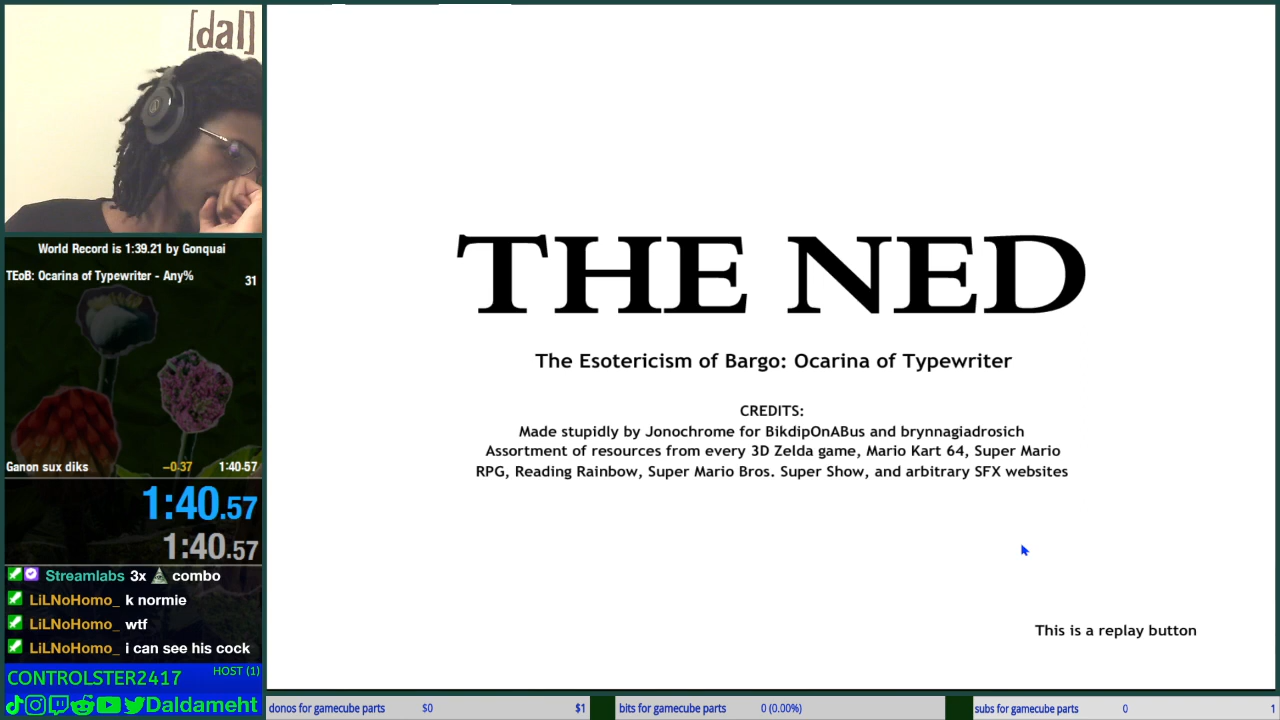 [dal]
World Record is 1:39.21 by Gonquai
TEoB: Ocarina of Typewriter - Any%
31
Ganon sux diks -0.37 1:40.57
1:40.57
1:40.57
Streamlabs 3x combo
LiLNoHomo_ k normie
LiLNoHomo_ wtf
LiLNoHomo_ i can see his cock
CONTROLSTER2417 HOST (1)
Daldameht
THE NED
The Esotericism of Bargo: Ocarina of Typewriter
CREDITS:
Made stupidly by Jonochrome for BikdipOnABus and brynnagiadrosich
Assortment of resources from every 3D Zelda game, Mario Kart 64, Super Mario
RPG, Reading Rainbow, Super Mario Bros. Super Show, and arbitrary SFX websites
This is a replay button
donos for gamecube parts $0 $1
bits for gamecube parts 0 (0.00%)
subs for gamecube parts 0 1